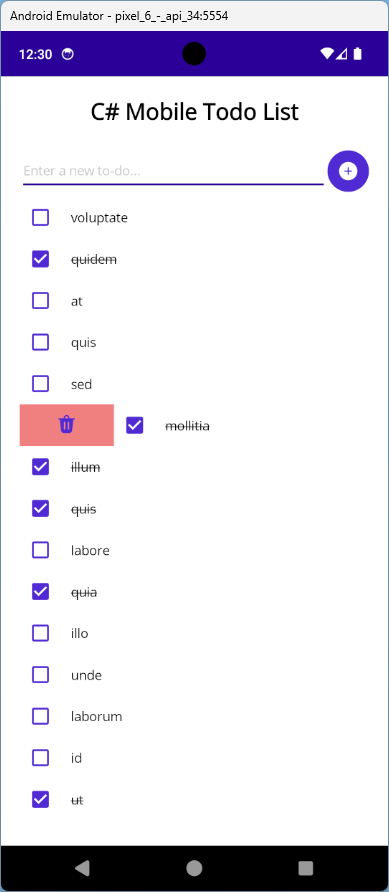 Android Emulator - pixel_6_-_api_34:5554
12:30
C# Mobile Todo List
Enter a new to-do...
voluptate
quidem
at
quis
sed
mollitia
illum
quis
labore
quia
illo
unde
laborum
id
ut